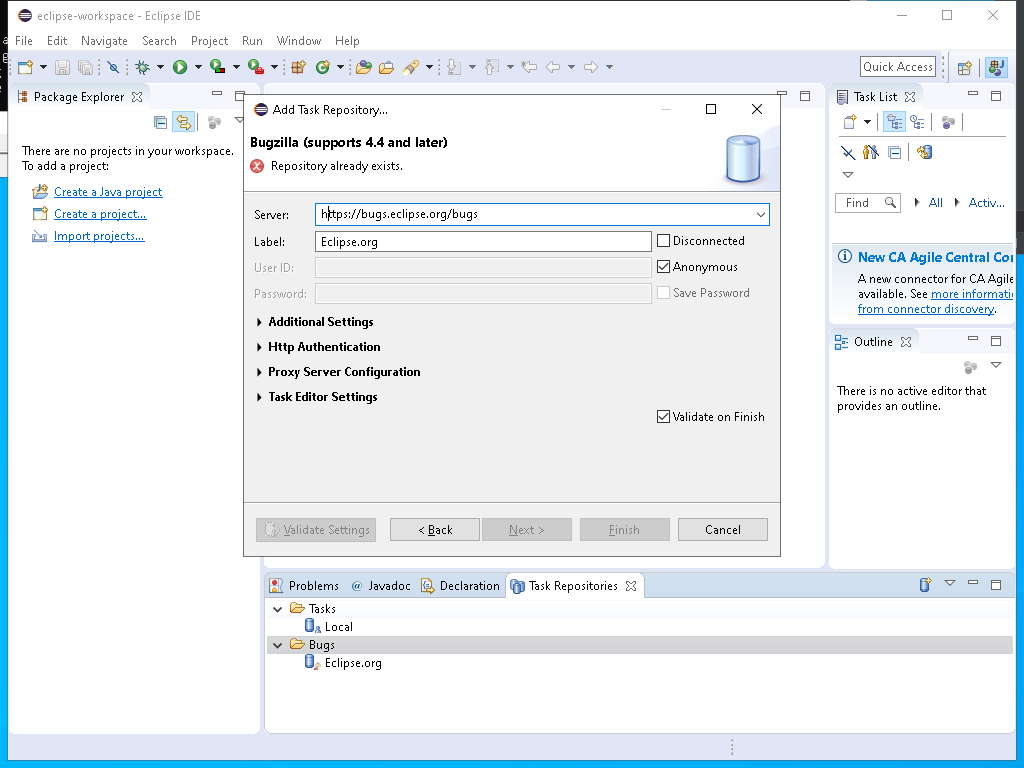 eclipse-workspace - Eclipse IDE
File Edit Navigate Search Project Run Window Help
Quick Access
Package Explorer
There are no projects in your workspace.
To add a project:
Create a Java project
Create a project...
Import projects...
Add Task Repository...
Bugzilla (supports 4.4 and later)
Repository already exists.
Server: https://bugs.eclipse.org/bugs
Label: Eclipse.org Disconnected
User ID: Anonymous
Password: Save Password
Additional Settings
Http Authentication
Proxy Server Configuration
Task Editor Settings
Validate on Finish
Validate Settings < Back Next > Finish Cancel
Task List
Find All Activ...
New CA Agile Central Co
A new connector for CA Agile
available. See more informati
from connector discovery.
Outline
There is no active editor that
provides an outline.
Problems @ Javadoc Declaration Task Repositories
Tasks
Local
Bugs
Eclipse.org